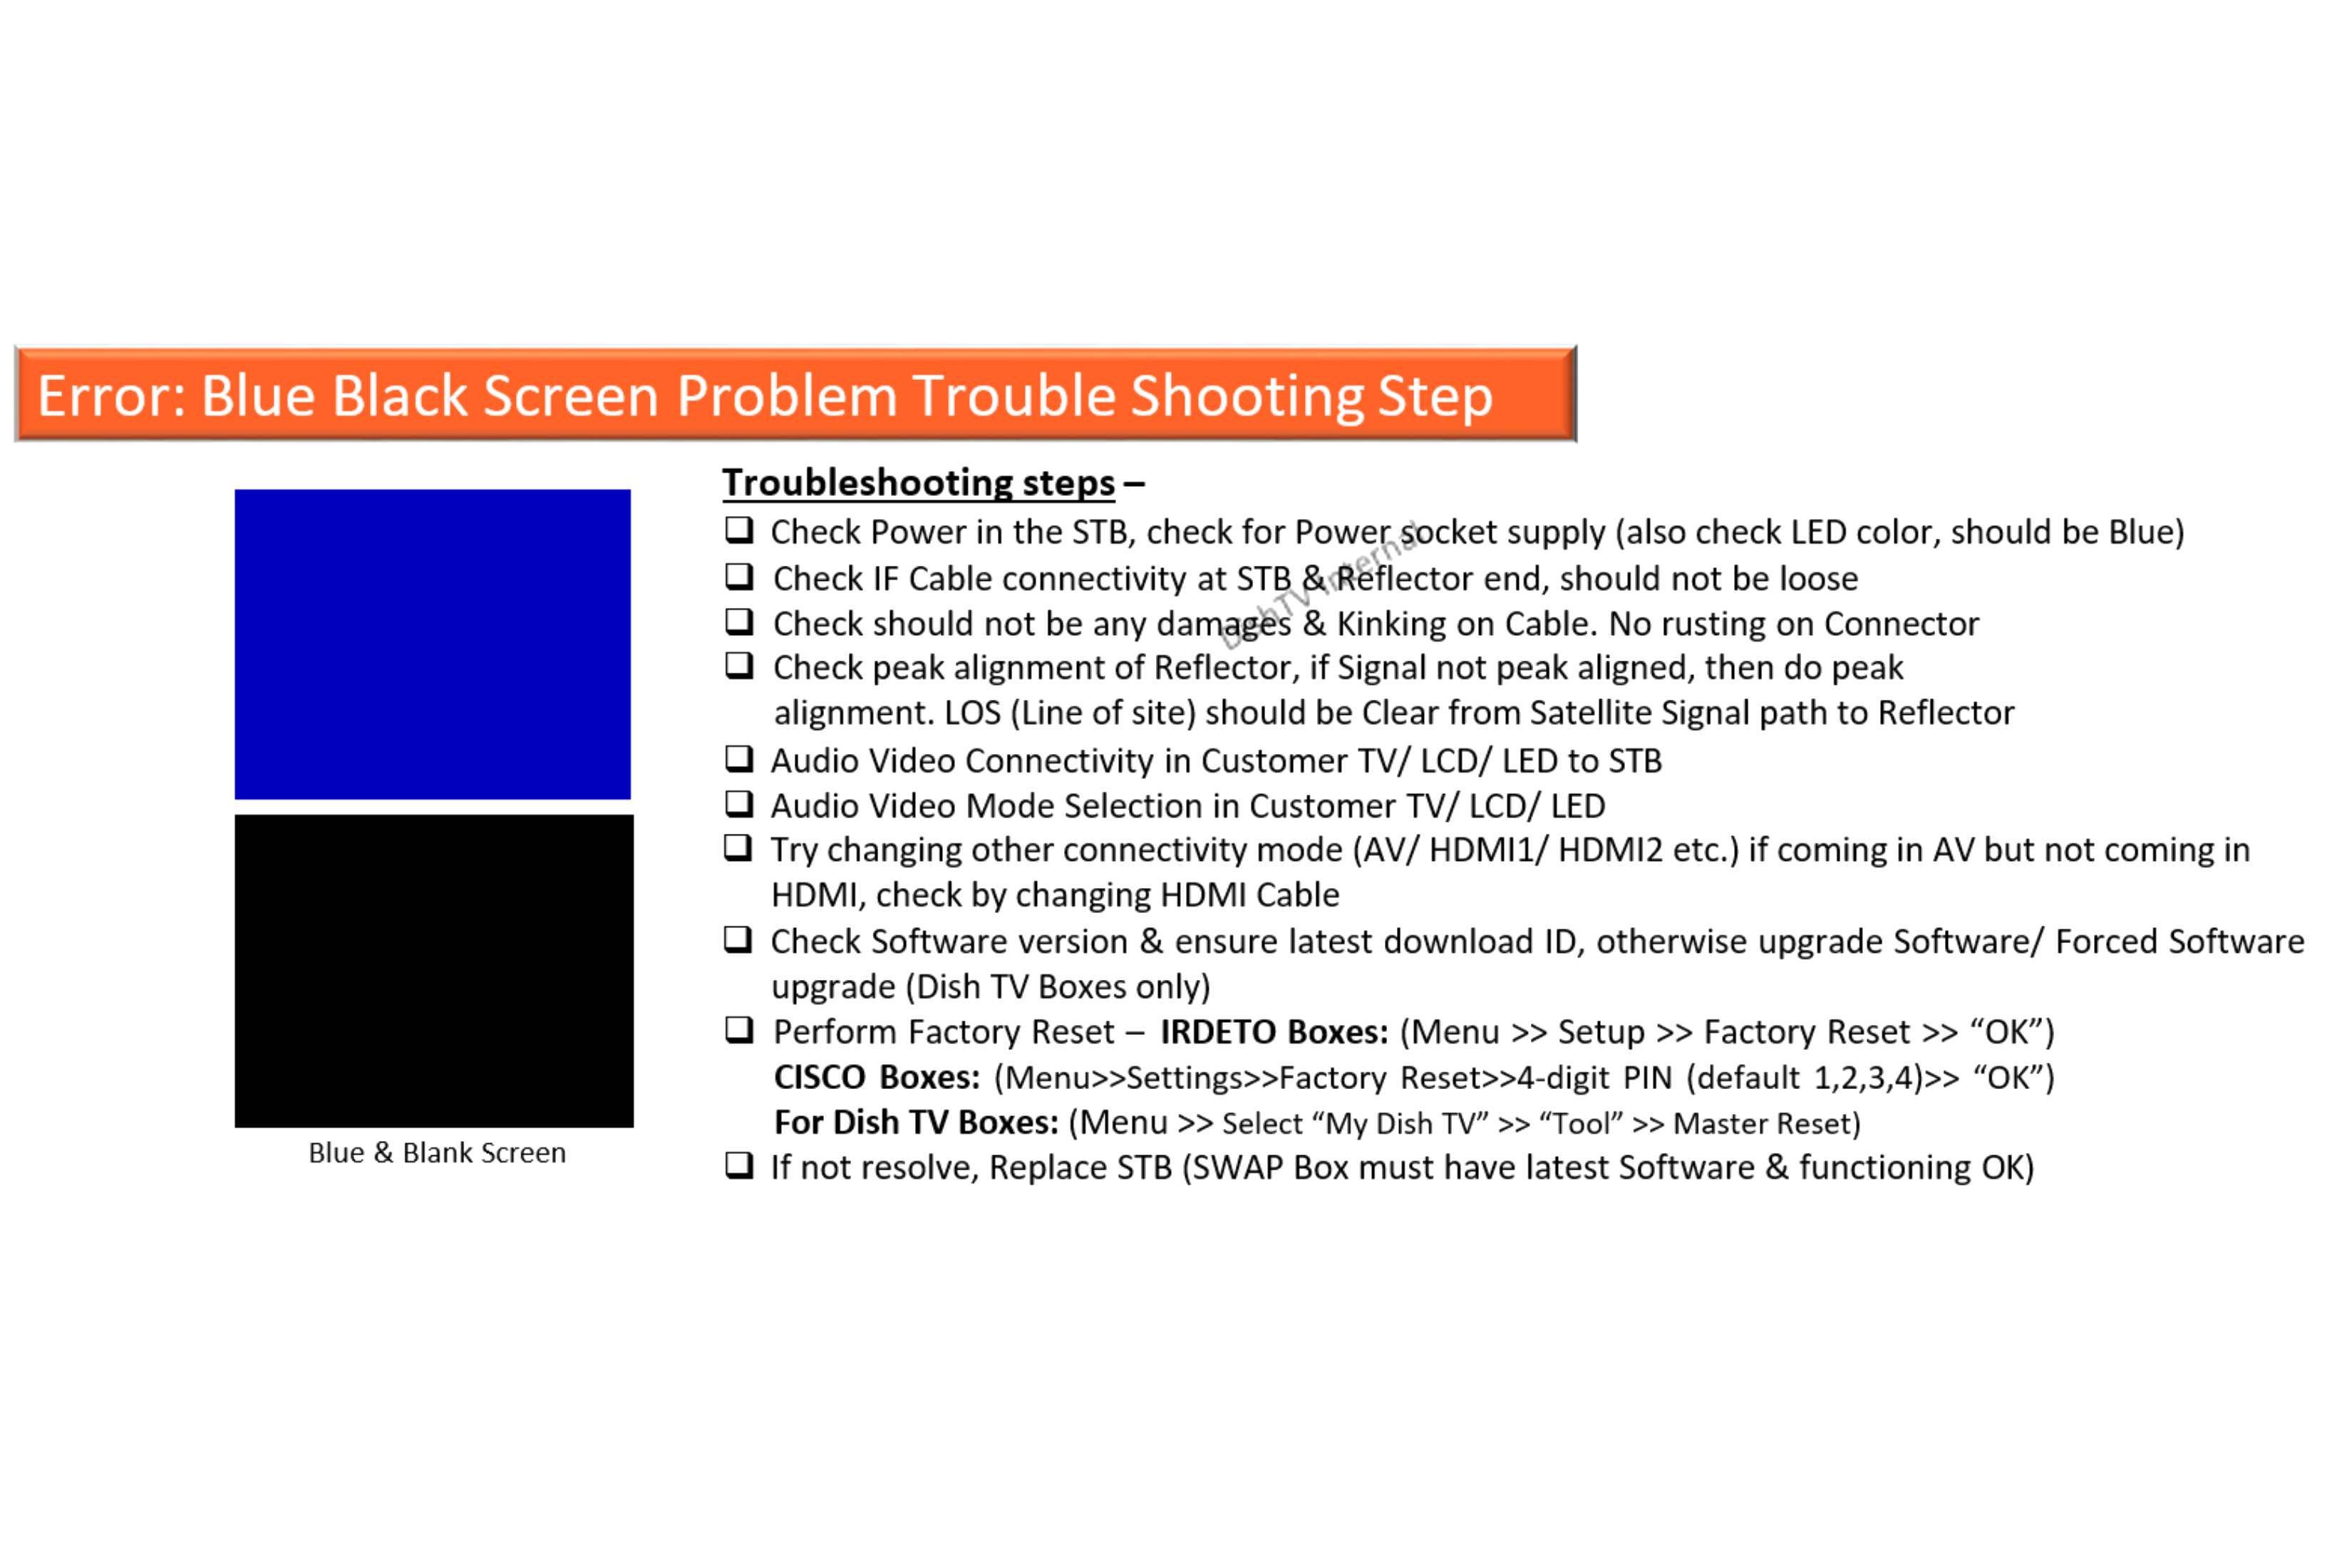 Error: Blue Black Screen Problem Trouble Shooting Step
Troubleshooting steps –
❑ Check Power in the STB, check for Power socket supply (also check LED color, should be Blue)
❑ Check IF Cable connectivity at STB & Reflector end, should not be loose
❑ Check should not be any damages & Kinking on Cable. No rusting on Connector
❑ Check peak alignment of Reflector, if Signal not peak aligned, then do peak
alignment. LOS (Line of site) should be Clear from Satellite Signal path to Reflector
❑ Audio Video Connectivity in Customer TV/ LCD/ LED to STB
❑ Audio Video Mode Selection in Customer TV/ LCD/ LED
❑ Try changing other connectivity mode (AV/ HDMI1/ HDMI2 etc.) if coming in AV but not coming in
HDMI, check by changing HDMI Cable
❑ Check Software version & ensure latest download ID, otherwise upgrade Software/ Forced Software
upgrade (Dish TV Boxes only)
❑ Perform Factory Reset – IRDETO Boxes: (Menu >> Setup >> Factory Reset >> “OK”)
CISCO Boxes: (Menu>>Settings>>Factory Reset>>4-digit PIN (default 1,2,3,4)>> “OK”)
For Dish TV Boxes: (Menu >> Select “My Dish TV” >> “Tool” >> Master Reset)
❑ If not resolve, Replace STB (SWAP Box must have latest Software & functioning OK)
Blue & Blank Screen
DishTV Internal